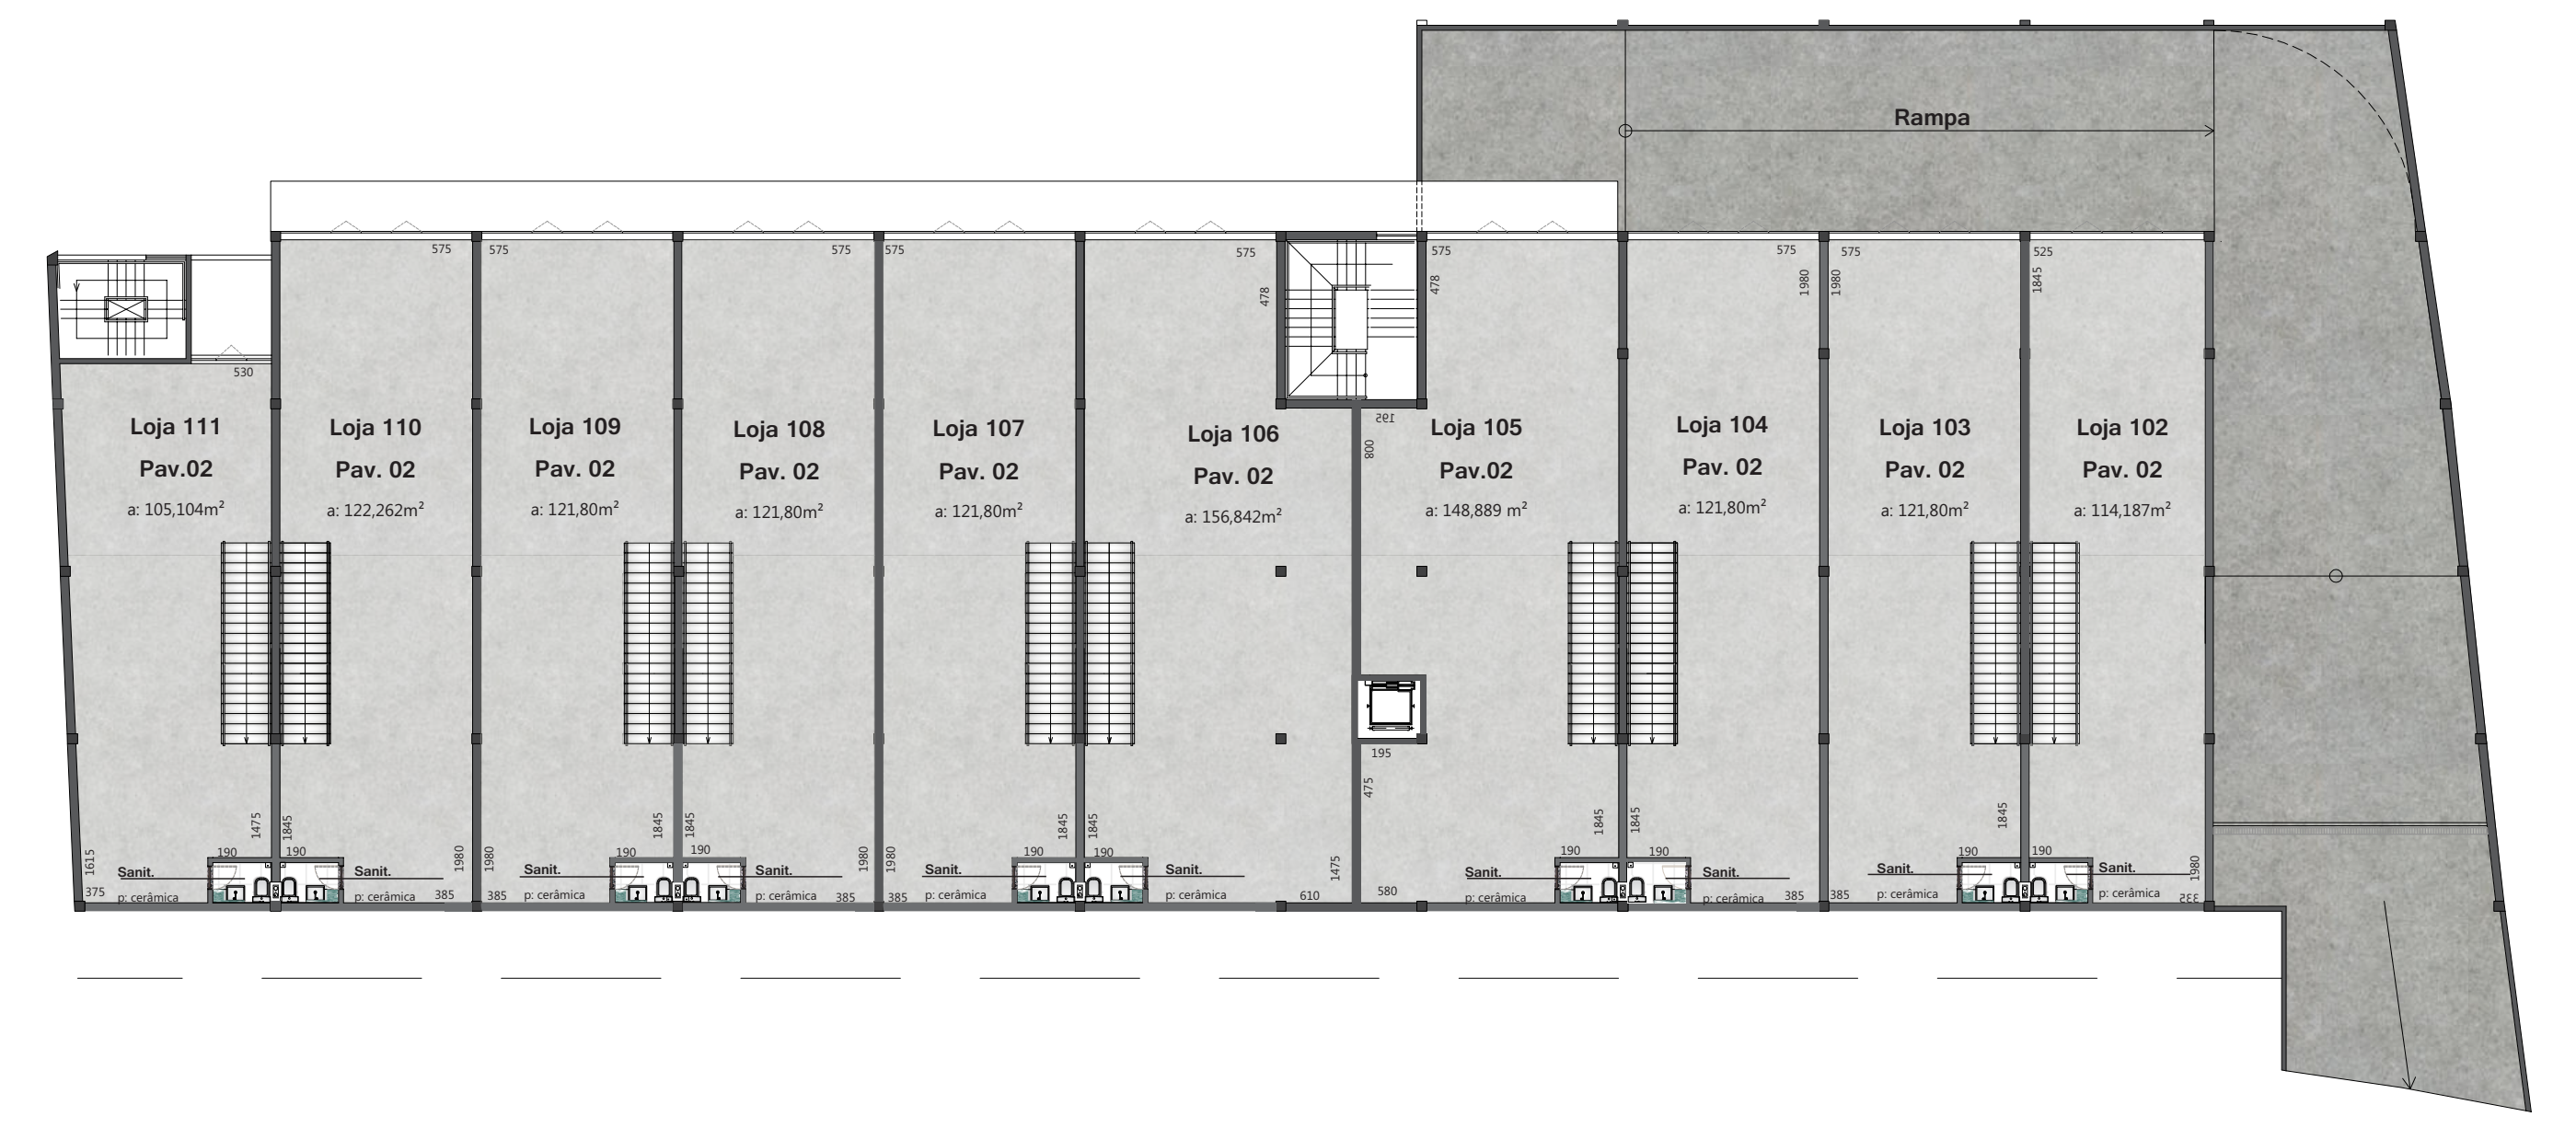 Rampa
575
575
575
575
575
575
575
575
525
478
478
1980
1980
1845
530
Loja 111
Pav.02
a: 105,104m²
Loja 110
Pav. 02
a: 122,262m²
Loja 109
Pav. 02
a: 121,80m²
Loja 108
Pav. 02
a: 121,80m²
Loja 107
Pav. 02
a: 121,80m²
Loja 106
Pav. 02
a: 156,842m²
195
800
Loja 105
Pav.02
a: 148,889 m²
Loja 104
Pav. 02
a: 121,80m²
Loja 103
Pav. 02
a: 121,80m²
Loja 102
Pav. 02
a: 114,187m²
195
475
1615
375
Sanit.
p: cerâmica
190
1475
1845
190
Sanit.
p: cerâmica
385
1980
1980
385
Sanit.
p: cerâmica
190
1845
1845
190
Sanit.
p: cerâmica
385
1980
1980
385
Sanit.
p: cerâmica
190
1845
1845
190
Sanit.
p: cerâmica
610
1475
580
Sanit.
p: cerâmica
190
1845
1845
190
Sanit.
p: cerâmica
385
385
Sanit.
p: cerâmica
190
1845
190
Sanit.
p: cerâmica
1980
335